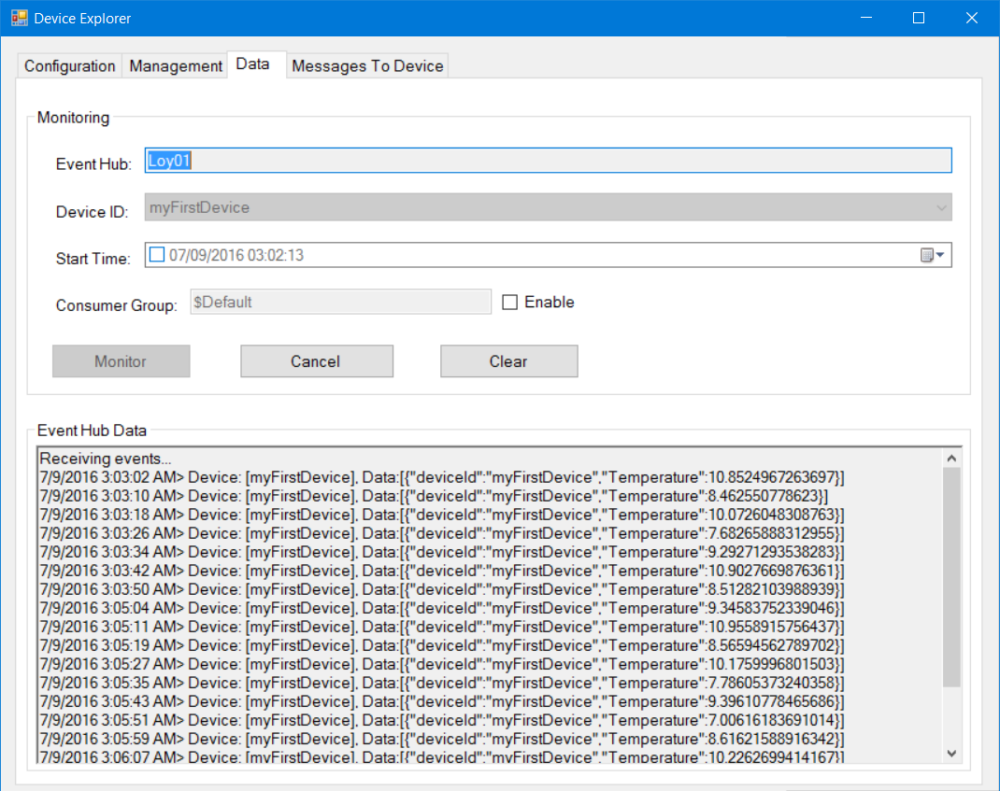 Device Explorer
Configuration Management Data Messages To Device
Monitoring
Event Hub: Loy01
Device ID: myFirstDevice
Start Time: 07/09/2016 03:02:13
Consumer Group: $Default Enable
Monitor Cancel Clear
Event Hub Data
Receiving events...
7/9/2016 3:03:02 AM> Device: [myFirstDevice], Data:[{"deviceId":"myFirstDevice","Temperature":10.8524967263697}]
7/9/2016 3:03:10 AM> Device: [myFirstDevice], Data:[{"deviceId":"myFirstDevice","Temperature":8.462550778623}]
7/9/2016 3:03:18 AM> Device: [myFirstDevice], Data:[{"deviceId":"myFirstDevice","Temperature":10.0726048308763}]
7/9/2016 3:03:26 AM> Device: [myFirstDevice], Data:[{"deviceId":"myFirstDevice","Temperature":7.68265888312955}]
7/9/2016 3:03:34 AM> Device: [myFirstDevice], Data:[{"deviceId":"myFirstDevice","Temperature":9.29271293538283}]
7/9/2016 3:03:42 AM> Device: [myFirstDevice], Data:[{"deviceId":"myFirstDevice","Temperature":10.9027669876361}]
7/9/2016 3:03:50 AM> Device: [myFirstDevice], Data:[{"deviceId":"myFirstDevice","Temperature":8.51282103988939}]
7/9/2016 3:05:04 AM> Device: [myFirstDevice], Data:[{"deviceId":"myFirstDevice","Temperature":9.34583752339046}]
7/9/2016 3:05:11 AM> Device: [myFirstDevice], Data:[{"deviceId":"myFirstDevice","Temperature":10.9558915756437}]
7/9/2016 3:05:19 AM> Device: [myFirstDevice], Data:[{"deviceId":"myFirstDevice","Temperature":8.56594562789702}]
7/9/2016 3:05:27 AM> Device: [myFirstDevice], Data:[{"deviceId":"myFirstDevice","Temperature":10.1759996801503}]
7/9/2016 3:05:35 AM> Device: [myFirstDevice], Data:[{"deviceId":"myFirstDevice","Temperature":7.78605373240358}]
7/9/2016 3:05:43 AM> Device: [myFirstDevice], Data:[{"deviceId":"myFirstDevice","Temperature":9.39610778465686}]
7/9/2016 3:05:51 AM> Device: [myFirstDevice], Data:[{"deviceId":"myFirstDevice","Temperature":7.00616183691014}]
7/9/2016 3:05:59 AM> Device: [myFirstDevice], Data:[{"deviceId":"myFirstDevice","Temperature":8.61621588916342}]
7/9/2016 3:06:07 AM> Device: [myFirstDevice], Data:[{"deviceId":"myFirstDevice","Temperature":10.2262699414167}]